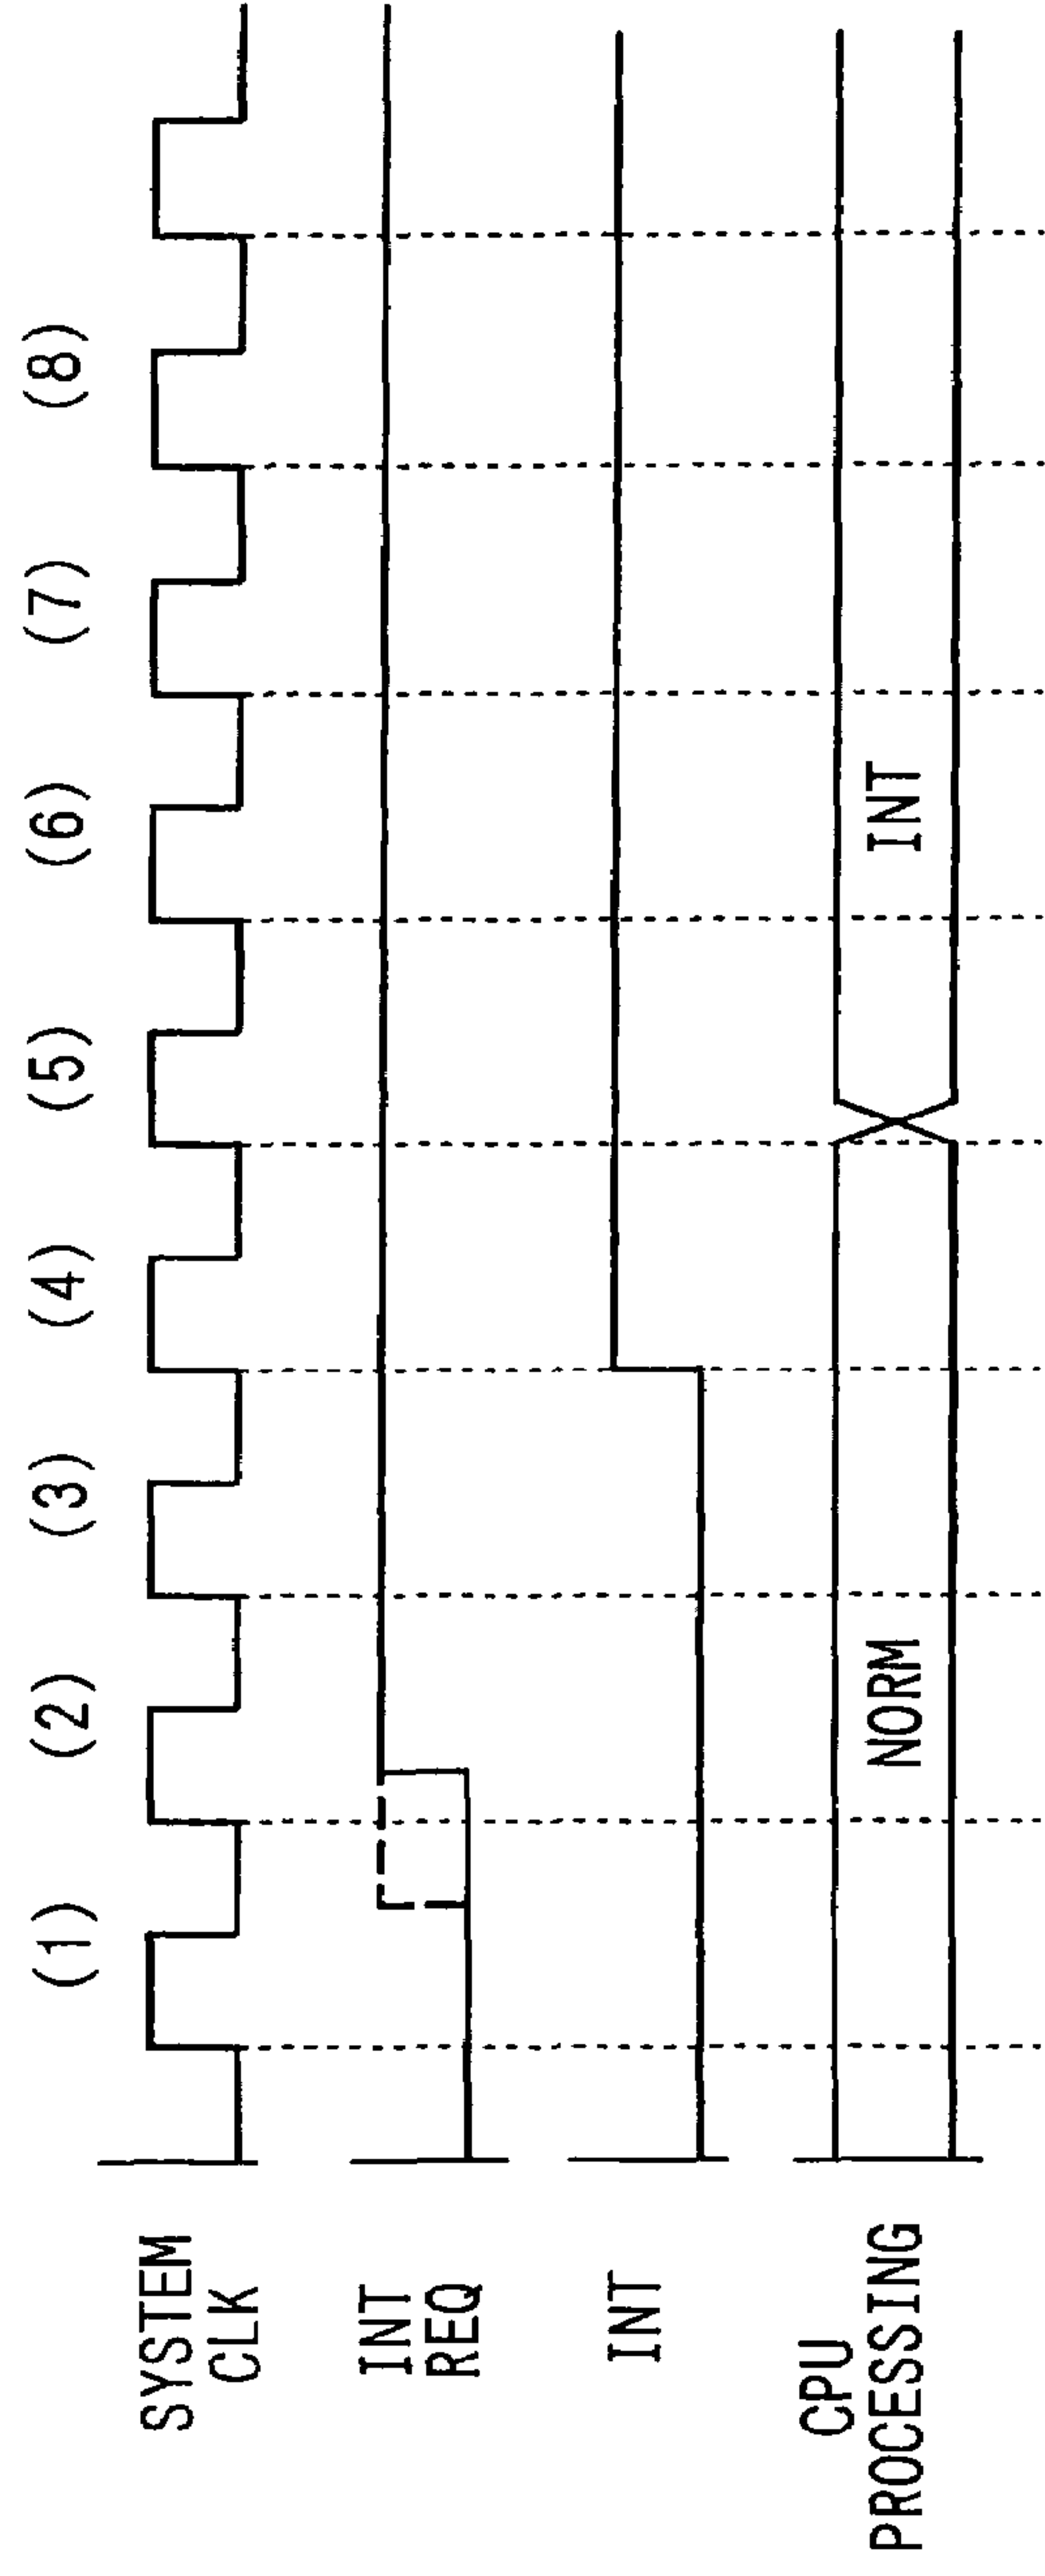 (1) (2) (3) (4) (5) (6) (7) (8)
SYSTEM
CLK
INT
REQ
INT
CPU
PROCESSING
NORM INT